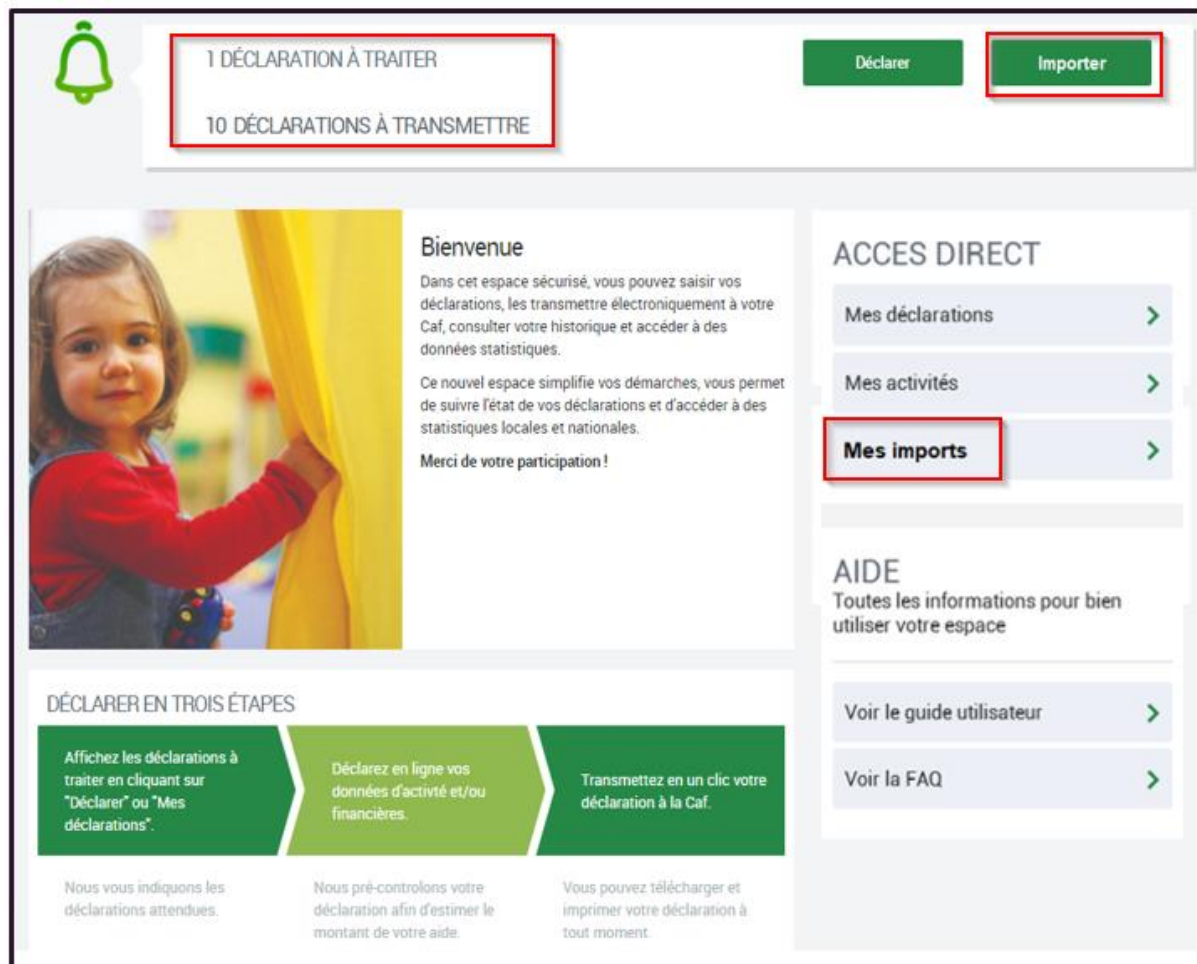 1 DÉCLARATION À TRAITER
10 DÉCLARATIONS À TRANSMETTRE
Déclarer
Importer
Bienvenue
Dans cet espace sécurisé, vous pouvez saisir vos
déclarations, les transmettre électroniquement à votre
Caf, consulter votre historique et accéder à des
données statistiques.
Ce nouvel espace simplifie vos démarches, vous permet
de suivre l'état de vos déclarations et d'accéder à des
statistiques locales et nationales.
Merci de votre participation !
ACCES DIRECT
Mes déclarations
Mes activités
Mes imports
AIDE
Toutes les informations pour bien
utiliser votre espace
Voir le guide utilisateur
Voir la FAQ
DÉCLARER EN TROIS ÉTAPES
Affichez les déclarations à
traiter en cliquant sur
"Déclarer" ou "Mes
déclarations".
Déclarez en ligne vos
données d'activté et/ou
financières.
Transmettez en un clic votre
déclaration à la Caf.
Nous vous indiquons les
déclarations attendues.
Nous pré-controlons votre
déclaration afin d'estimer le
montant de votre aide.
Vous pouvez télécharger et
imprimer votre déclaration à
tout moment.